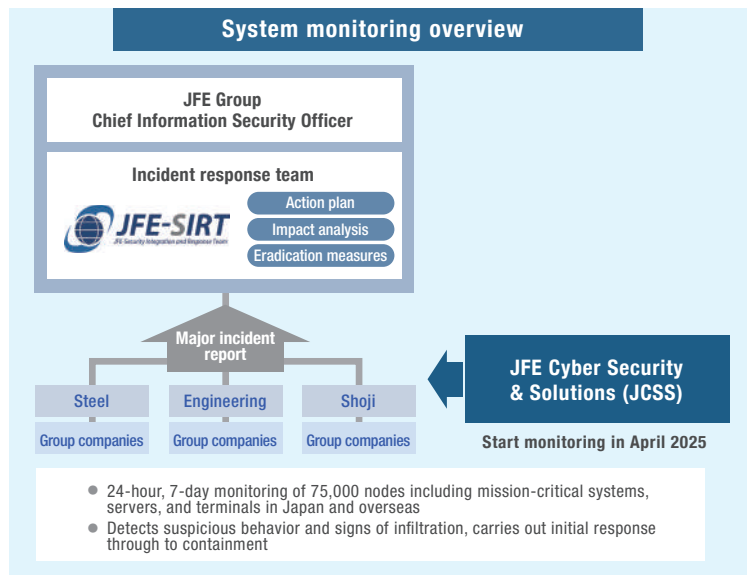 System monitoring overview
JFE Group
Chief Information Security Officer
Incident response team
JFE-SIRT
JFE-Security Integration and Response Team
Action plan
Impact analysis
Eradication measures
Major incident
report
Steel
Engineering
Shoji
Group companies
Group companies
Group companies
JFE Cyber Security
& Solutions (JCSS)
Start monitoring in April 2025
● 24-hour, 7-day monitoring of 75,000 nodes including mission-critical systems,
servers, and terminals in Japan and overseas
● Detects suspicious behavior and signs of infiltration, carries out initial response
through to containment